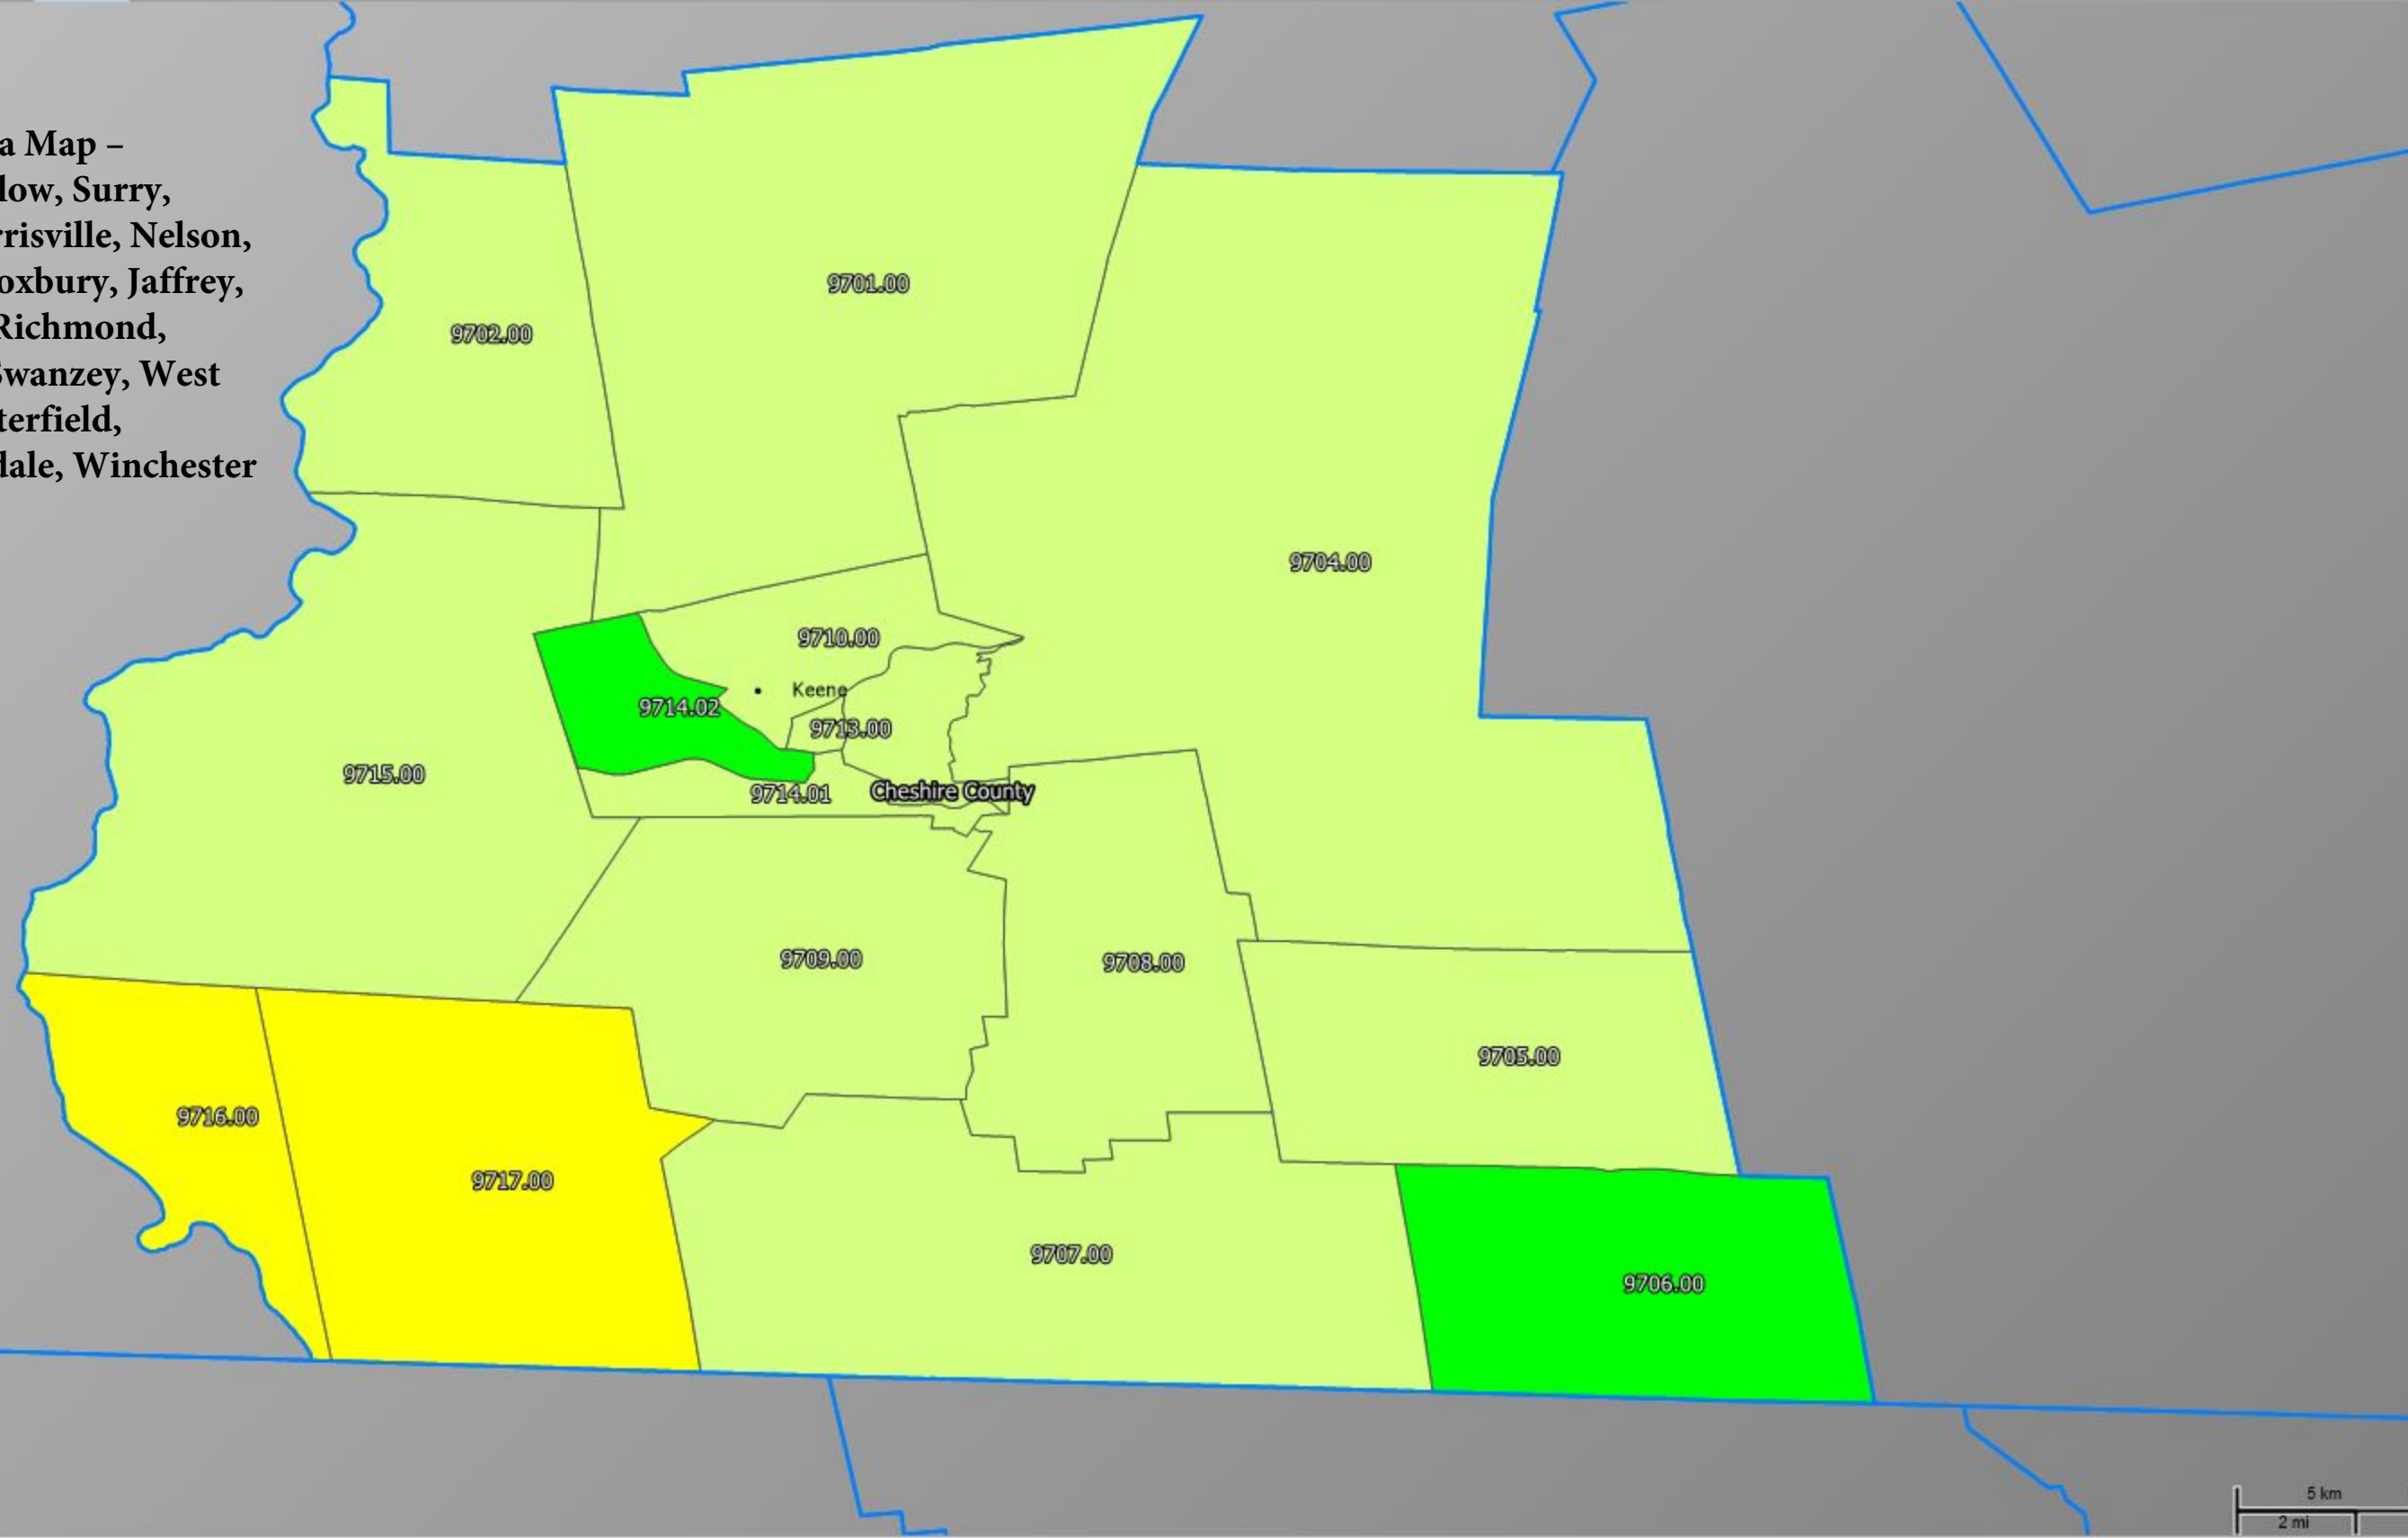 a Map –
low, Surry,
rrisville, Nelson,
oxbury, Jaffrey,
Richmond,
Swanzey, West
terfield,
dale, Winchester
9701.00
9702.00
9704.00
9710.00
Keene
9714.02
9713.00
9715.00
9714.01
Cheshire County
9709.00
9708.00
9705.00
9716.00
9717.00
9707.00
9706.00
5 km
2 mi